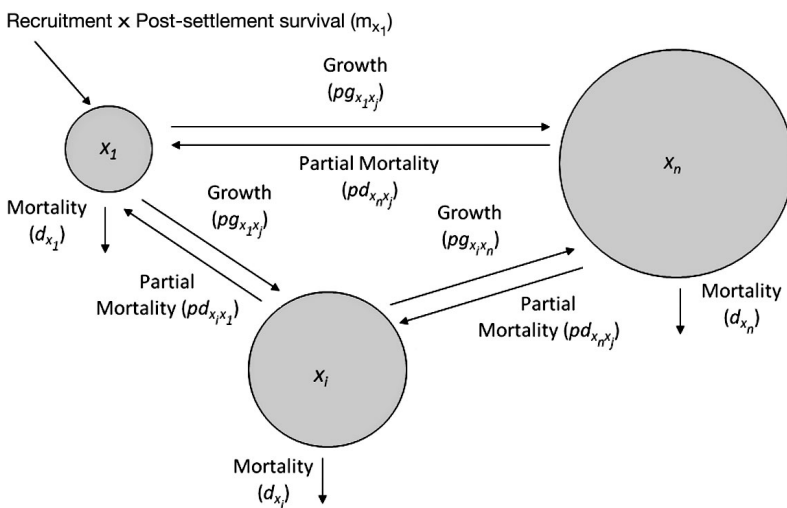 Recruitment x Post-settlement survival (mx1)
Growth
(pgx1xj)
x1
xn
Partial Mortality
(pdxnxj)
Mortality
(dx1)
Growth
(pgx1xj)
Growth
(pgxixn)
Partial
Mortality (pdxix1)
Partial
Mortality (pdxnxj)
Mortality
(dxn)
xi
Mortality
(dxi)